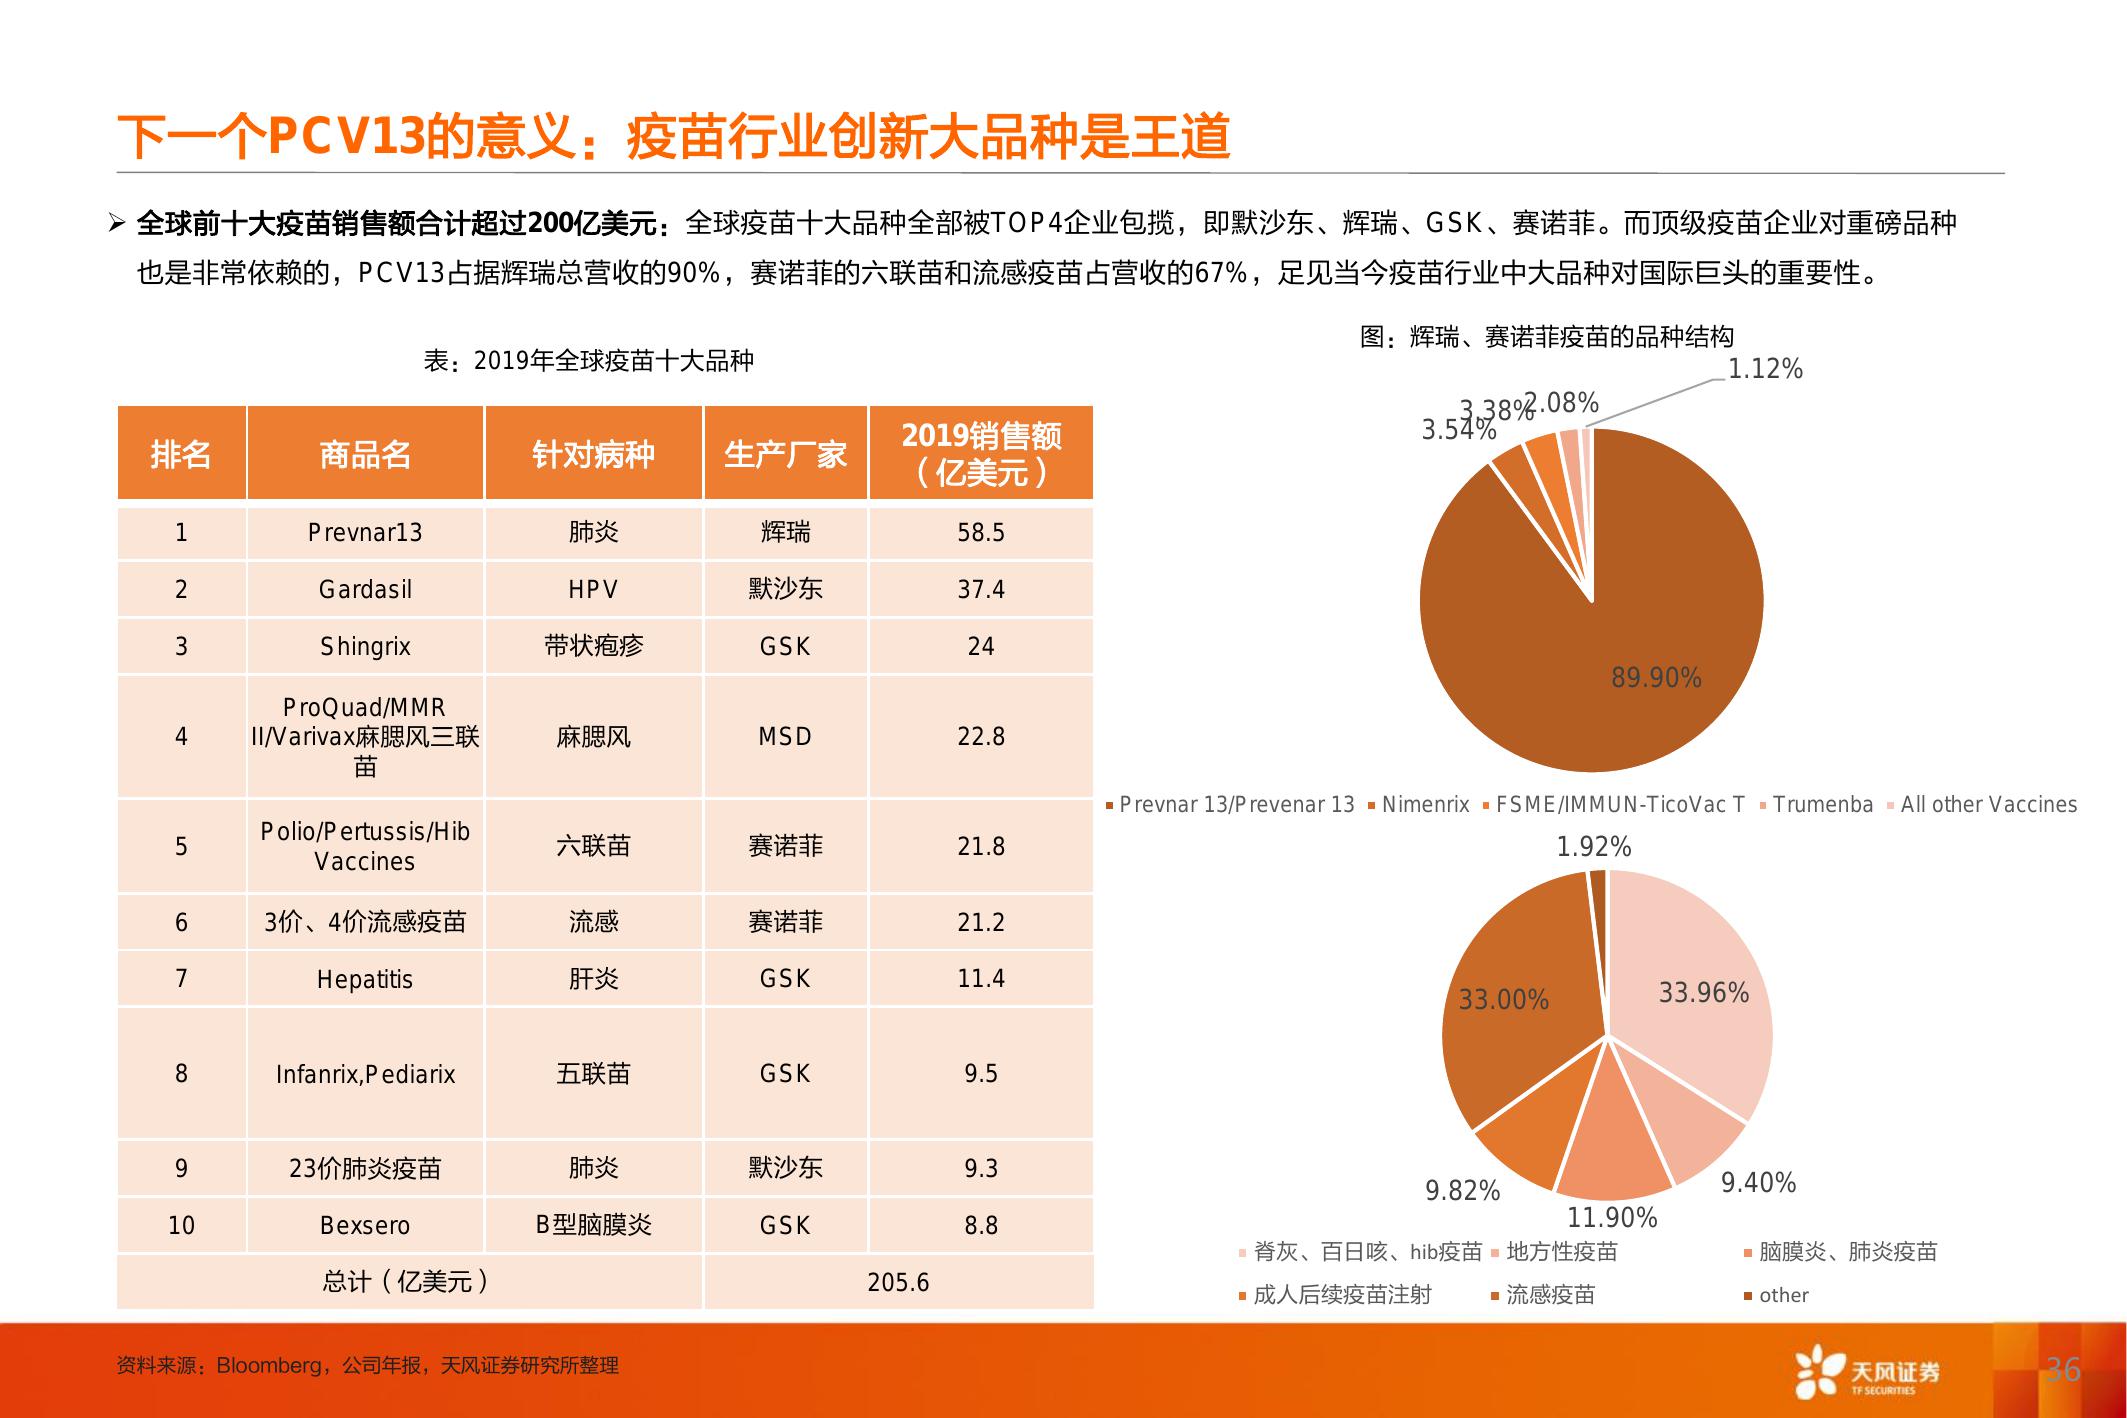 下一个PCV13的意义：疫苗行业创新大品种是王道
➢ 全球前十大疫苗销售额合计超过200亿美元：全球疫苗十大品种全部被TOP4企业包揽，即默沙东、辉瑞、GSK、赛诺菲。而顶级疫苗企业对重磅品种
也是非常依赖的，PCV13占据辉瑞总营收的90%，赛诺菲的六联苗和流感疫苗占营收的67%，足见当今疫苗行业中大品种对国际巨头的重要性。
表：2019年全球疫苗十大品种
排名 商品名 针对病种 生产厂家 2019销售额
（亿美元）
1 Prevnar13 肺炎 辉瑞 58.5
2 Gardasil HPV 默沙东 37.4
3 Shingrix 带状疱疹 GSK 24
4 ProQuad/MMR
II/Varivax麻腮风三联
苗 麻腮风 MSD 22.8
5 Polio/Pertussis/Hib
Vaccines 六联苗 赛诺菲 21.8
6 3价、4价流感疫苗 流感 赛诺菲 21.2
7 Hepatitis 肝炎 GSK 11.4
8 Infanrix,Pediarix 五联苗 GSK 9.5
9 23价肺炎疫苗 肺炎 默沙东 9.3
10 Bexsero B型脑膜炎 GSK 8.8
总计（亿美元） 205.6
图：辉瑞、赛诺菲疫苗的品种结构
1.12%
2.08%
3.38%
3.54%
89.90%
Prevnar 13/Prevenar 13 Nimenrix FSME/IMMUN-TicoVac T Trumenba All other Vaccines
1.92%
33.00%
33.96%
9.82%
9.40%
11.90%
脊灰、百日咳、hib疫苗 地方性疫苗 脑膜炎、肺炎疫苗
成人后续疫苗注射 流感疫苗 other
资料来源：Bloomberg，公司年报，天风证券研究所整理
天风证券
TF SECURITIES
36